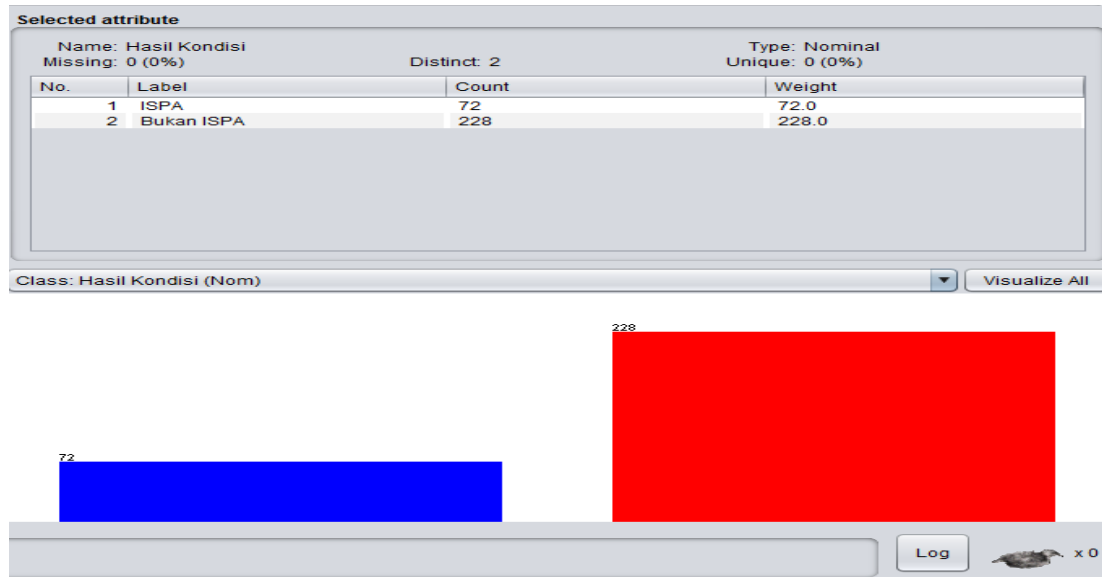 Selected attribute
Name: Hasil Kondisi Type: Nominal
Missing: 0 (0%) Distinct: 2 Unique: 0 (0%)
No. Label Count Weight
1 ISPA 72 72.0
2 Bukan ISPA 228 228.0
Class: Hasil Kondisi (Nom) Visualize All
228
72
Log x 0